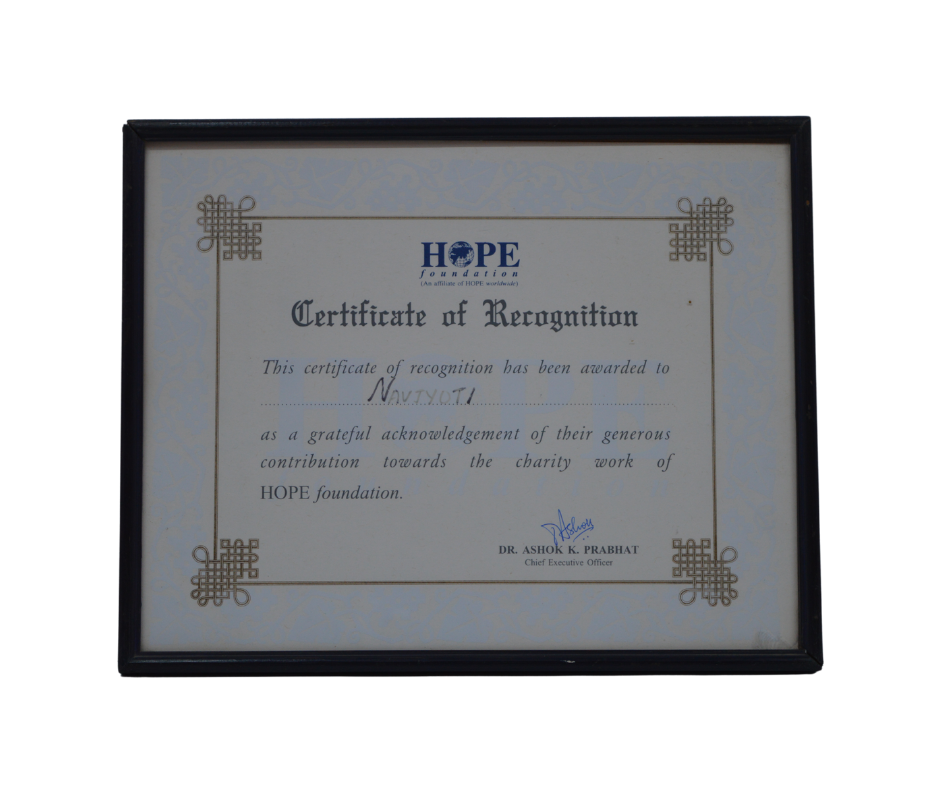 HOPE
foundation
(An affiliate of HOPE worldwide)
Certificate of Recognition
This certificate of recognition has been awarded to
NAVJYOTI
as a grateful acknowledgement of their generous
contribution towards the charity work of
HOPE foundation.
DAshok
DR. ASHOK K. PRABHAT
Chief Executive Officer